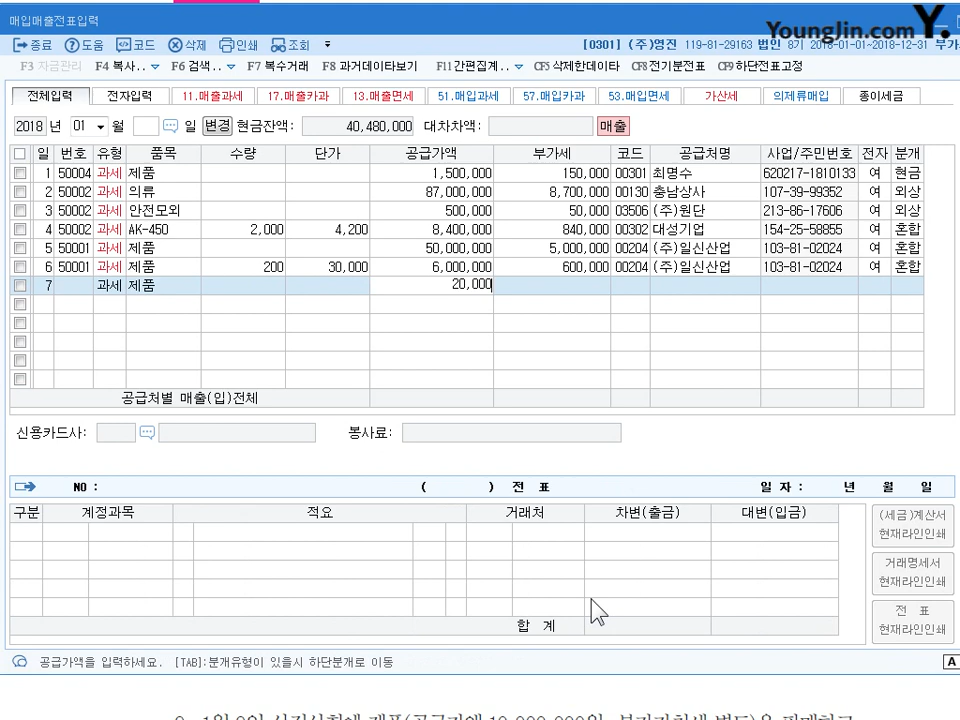 매입매출전표입력
YoungJin.com Y.
종료 도움 코드 삭제 인쇄 조회 [0301] (주)영진 119-81-29163 법인 8기 2018-01-01~2018-12-31 부가
F3 자금관리 F4 복사.. F6 검색.. F7 복수거래 F8 과거데이타보기 F11 간편집계.. CF5 삭제한데이타 CF8 전기분전표 CF9 하단전표고정
전체입력 전자입력 11.매출과세 17.매출카과 13.매출면세 51.매입과세 57.매입카과 53.매입면세 가산세 의제류매입 종이세금
2018 년 01 월 일 변경 현금잔액: 40,480,000 대차차액: 매출
일 번호 유형 품목 수량 단가 공급가액 부가세 코드 공급처명 사업/주민번호 전자 분개
1 50004 과세 제품 1,500,000 150,000 00301 최명수 620217-1810133 여 현금
2 50002 과세 의류 87,000,000 8,700,000 00130 충남상사 107-39-99352 여 외상
3 50002 과세 안전모외 500,000 50,000 03506 (주)원단 213-86-17606 여 외상
4 50002 과세 AK-450 2,000 4,200 8,400,000 840,000 00302 대성기업 154-25-58855 여 혼합
5 50001 과세 제품 50,000,000 5,000,000 00204 (주)일신산업 103-81-02024 여 혼합
6 50001 과세 제품 200 30,000 6,000,000 600,000 00204 (주)일신산업 103-81-02024 여 혼합
7 과세 제품 20,000
공급처별 매출(입)전체
신용카드사: 봉사료:
NO : ( ) 전 표 일 자 : 년 월 일
구분 계정과목 적요 거래처 차변(출금) 대변(입금)
(세금)계산서
현재라인인쇄
거래명세서
현재라인인쇄
전 표
현재라인인쇄
합 계
공급가액을 입력하세요. [TAB]:분개유형이 있을시 하단분개로 이동 A